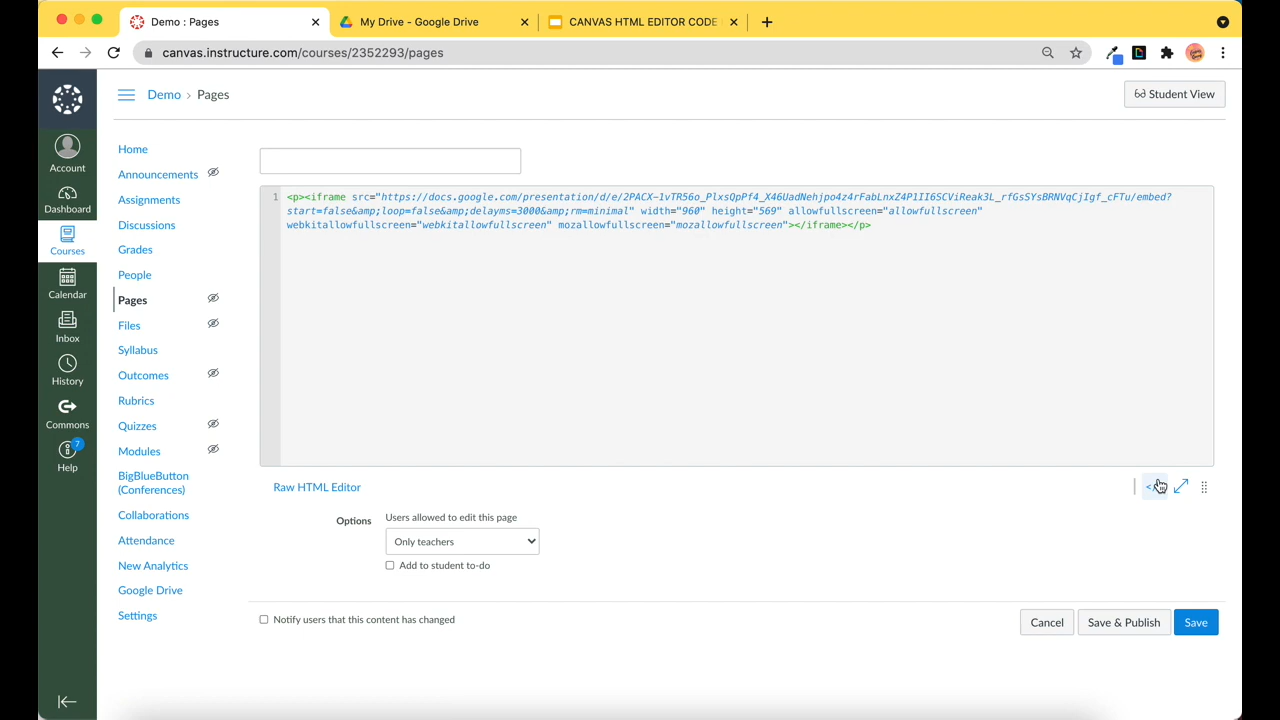 Demo : Pages
My Drive - Google Drive
CANVAS HTML EDITOR CODE
canvas.instructure.com/courses/2352293/pages
Demo › Pages
Student View
Account
Dashboard
Courses
Calendar
Inbox
History
Commons
7
Help
Home
Announcements
Assignments
Discussions
Grades
People
Pages
Files
Syllabus
Outcomes
Rubrics
Quizzes
Modules
BigBlueButton
(Conferences)
Collaborations
Attendance
New Analytics
Google Drive
Settings
1 <p><iframe src="https://docs.google.com/presentation/d/e/2PACX-1vTR56o_PlxsQpPf4_X46UadNehjpo4z4rFabLnxZ4P1II6SCViReak3L_rfGsSYsBRNVqCjIgf_cFTu/embed?
start=false&amp;loop=false&amp;delayms=3000&amp;rm=minimal" width="960" height="569" allowfullscreen="allowfullscreen"
webkitallowfullscreen="webkitallowfullscreen" mozallowfullscreen="mozallowfullscreen"></iframe></p>
Raw HTML Editor
Options
Users allowed to edit this page
Only teachers
Add to student to-do
Notify users that this content has changed
Cancel
Save & Publish
Save